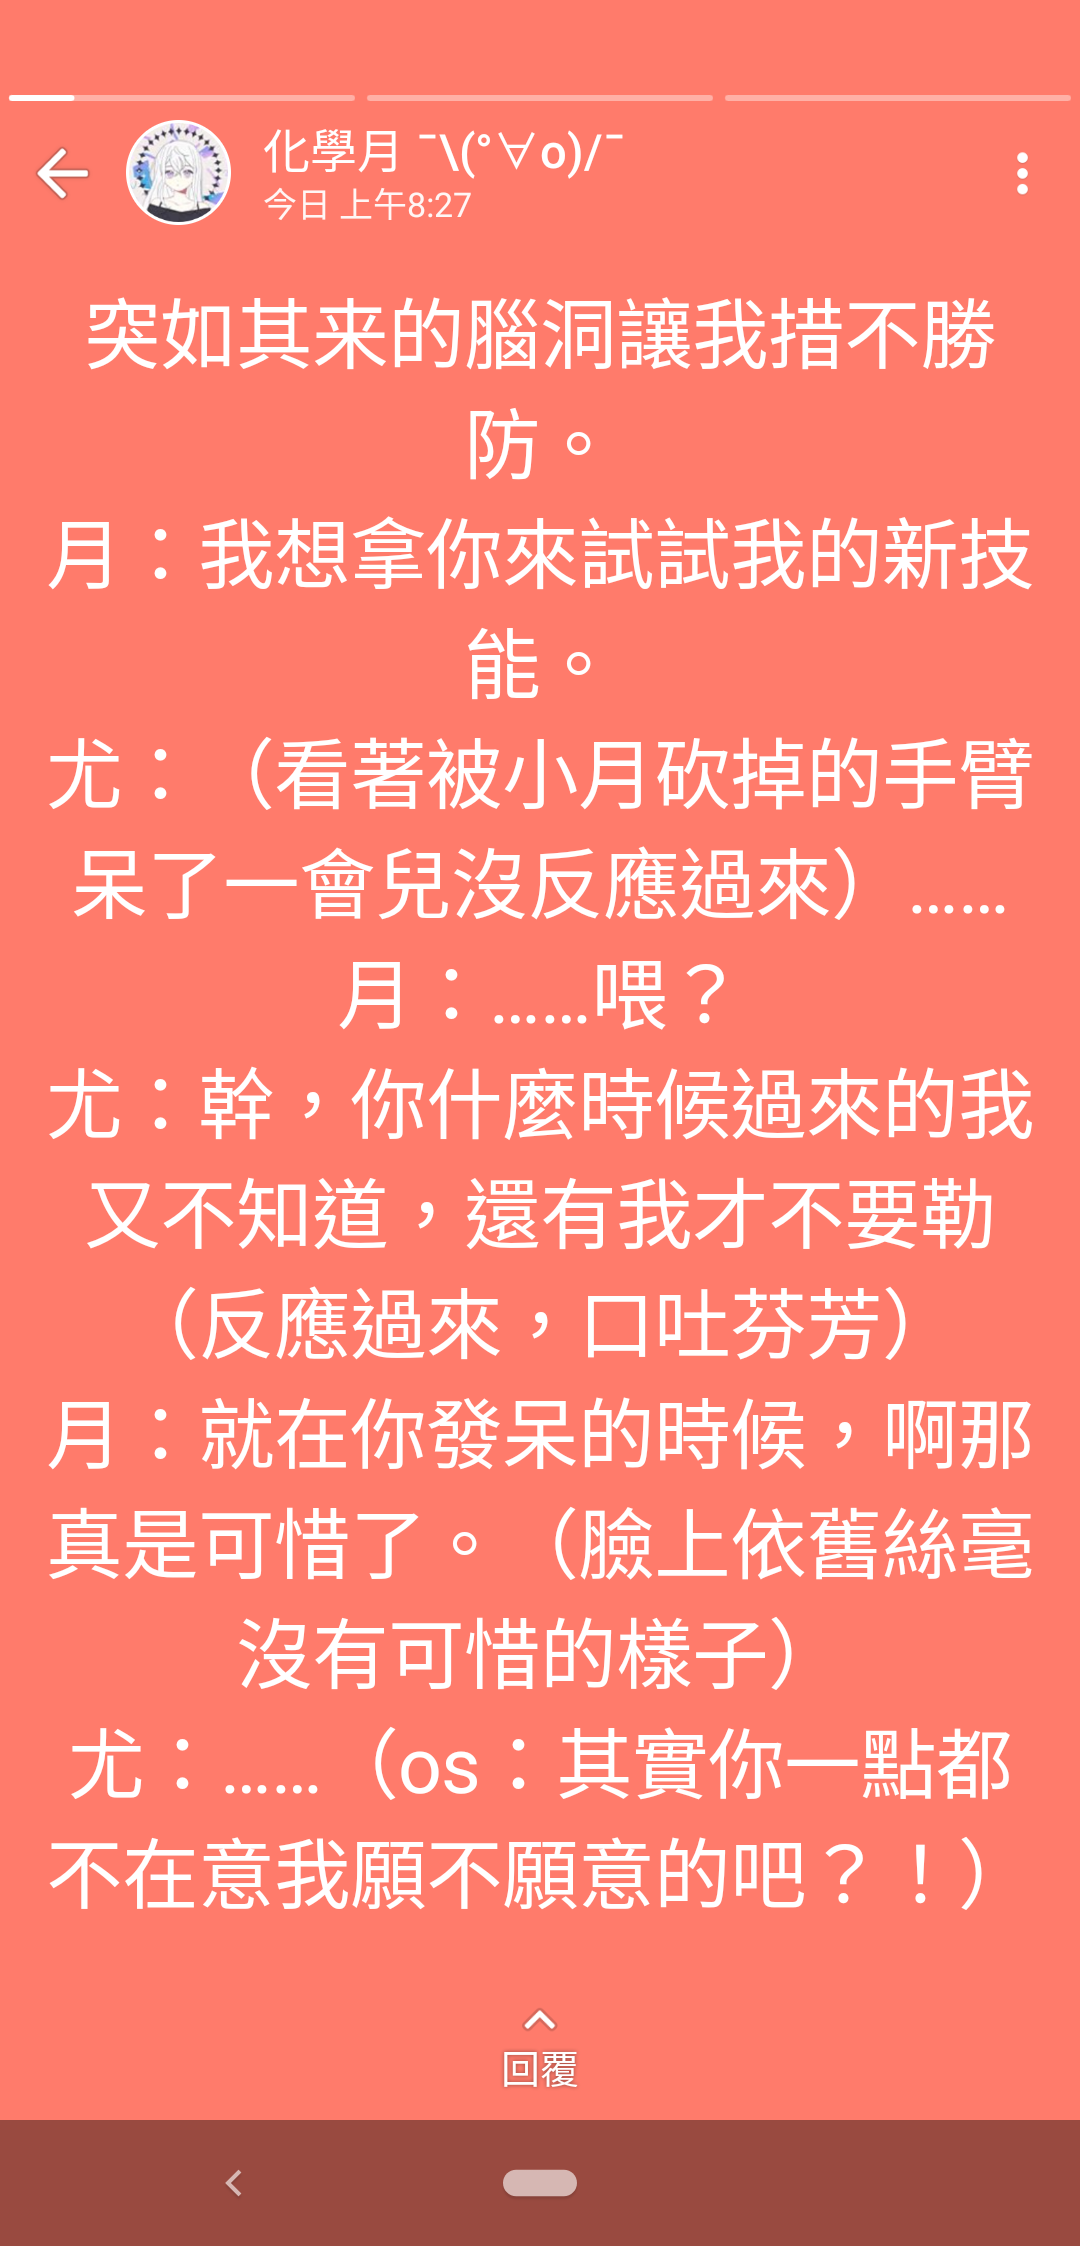 化學月 ¯\(°∀o)/¯
今日 上午8:27
突如其来的腦洞讓我措不勝
防。
月：我想拿你來試試我的新技
能。
尤：（看著被小月砍掉的手臂
呆了一會兒沒反應過來）……
月：……喂？
尤：幹，你什麼時候過來的我
又不知道，還有我才不要勒
（反應過來，口吐芬芳）
月：就在你發呆的時候，啊那
真是可惜了。（臉上依舊絲毫
沒有可惜的樣子）
尤：……（os：其實你一點都
不在意我願不願意的吧？！）
回覆